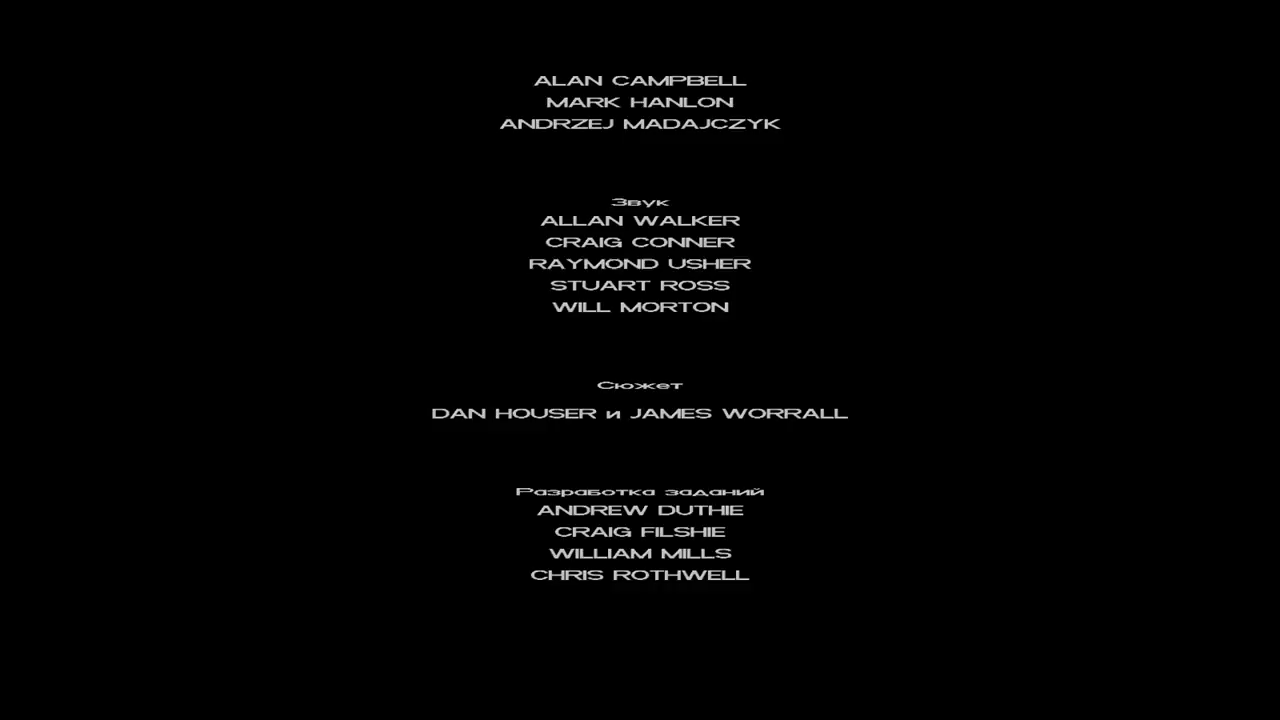 ALAN CAMPBELL
MARK HANLON
ANDRZEJ MADAJCZYK
Звук
ALLAN WALKER
CRAIG CONNER
RAYMOND USHER
STUART ROSS
WILL MORTON
Сюжет
DAN HOUSER и JAMES WORRALL
Разработка заданий
ANDREW DUTHIE
CRAIG FILSHIE
WILLIAM MILLS
CHRIS ROTHWELL